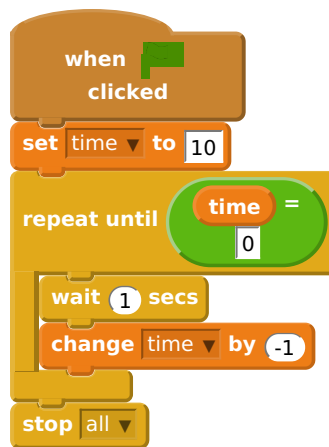 when
clicked
set time ▼ to 10
repeat until time =
0
wait 1 secs
change time ▼ by -1
stop all ▼